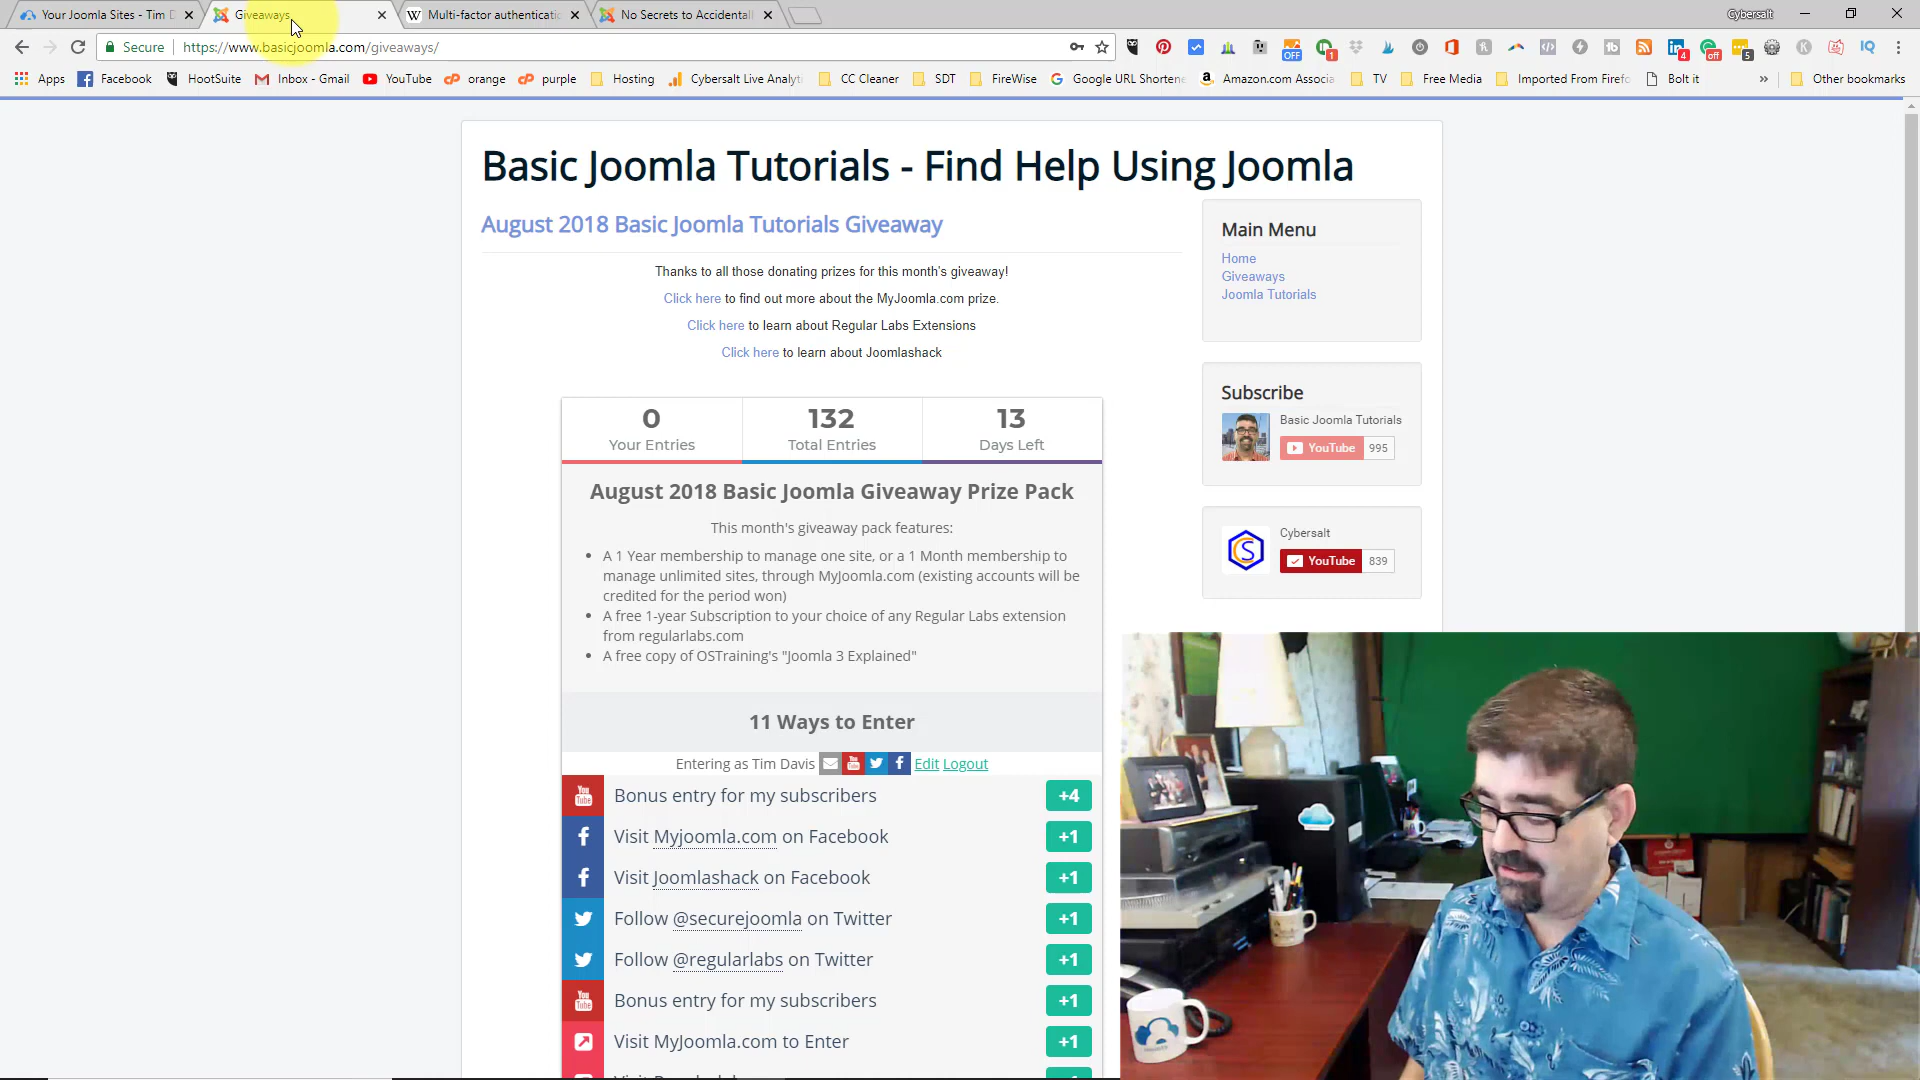 Your Joomla Sites - Tim D
Giveaways
Multi-factor authenticatio
No Secrets to Accidentall
Cybersalt
Secure
https://www.basicjoomla.com/giveaways/
Apps
Facebook
HootSuite
Inbox - Gmail
YouTube
orange
purple
Hosting
Cybersalt Live Analyt
CC Cleaner
SDT
FireWise
Google URL Shortene
Amazon.com Associa
TV
Free Media
Imported From Firefo
Bolt it
»
Other bookmarks
Basic Joomla Tutorials - Find Help Using Joomla
August 2018 Basic Joomla Tutorials Giveaway
Thanks to all those donating prizes for this month's giveaway!
Click here to find out more about the MyJoomla.com prize.
Click here to learn about Regular Labs Extensions
Click here to learn about Joomlashack
0
Your Entries
132
Total Entries
13
Days Left
August 2018 Basic Joomla Giveaway Prize Pack
This month's giveaway pack features:
• A 1 Year membership to manage one site, or a 1 Month membership to
manage unlimited sites, through MyJoomla.com (existing accounts will be
credited for the period won)
• A free 1-year Subscription to your choice of any Regular Labs extension
from regularlabs.com
• A free copy of OSTraining's "Joomla 3 Explained"
11 Ways to Enter
Entering as Tim Davis Edit Logout
Bonus entry for my subscribers +4
Visit Myjoomla.com on Facebook +1
Visit Joomlashack on Facebook +1
Follow @securejoomla on Twitter +1
Follow @regularlabs on Twitter +1
Bonus entry for my subscribers +1
Visit MyJoomla.com to Enter +1
Main Menu
Home
Giveaways
Joomla Tutorials
Subscribe
Basic Joomla Tutorials
YouTube 995
Cybersalt
YouTube 839